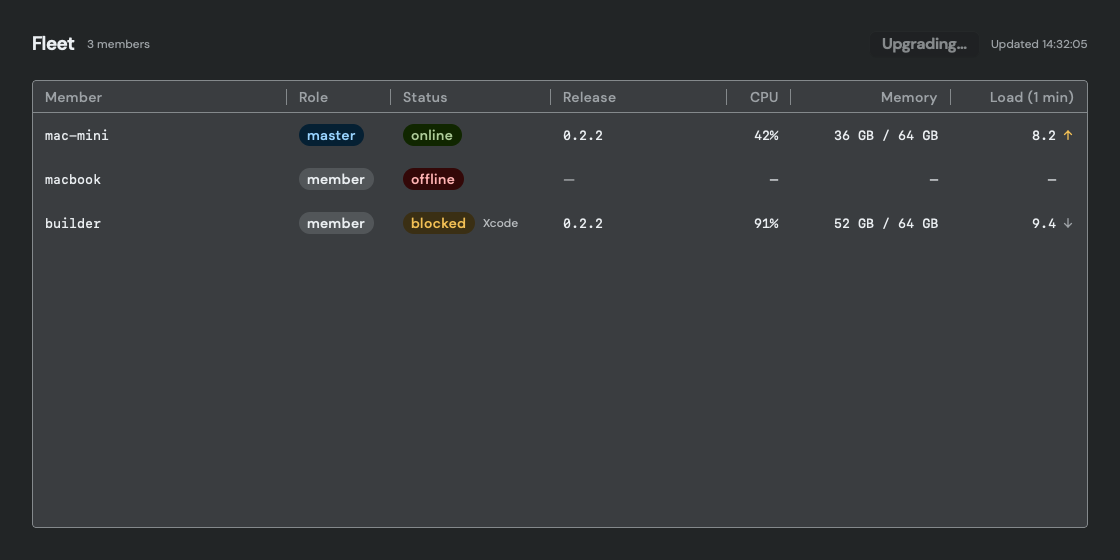 Fleet 3 members Upgrading... Updated 14:32:05
Member Role Status Release CPU Memory Load (1 min)
mac-mini master online 0.2.2 42% 36 GB / 64 GB 8.2 ↑
macbook member offline — — — —
builder member blocked Xcode 0.2.2 91% 52 GB / 64 GB 9.4 ↓